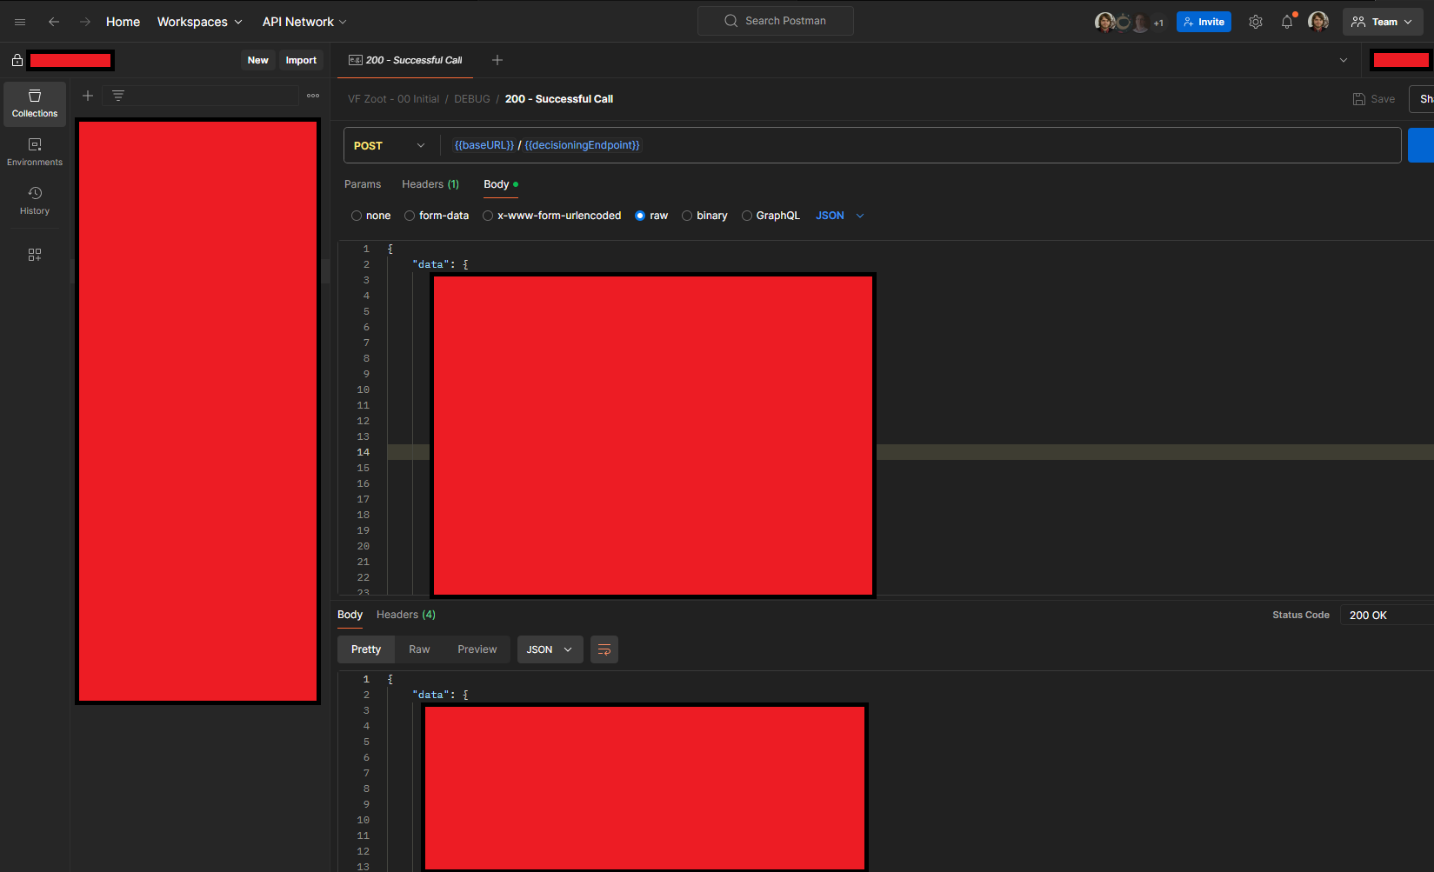 Home Workspaces API Network Search Postman +1 Invite Team
New Import 200 - Successful Call
Collections
Environments
History
VF Zoot - 00 Initial / DEBUG / 200 - Successful Call Save Sh
POST {{baseURL}} / {{decisioningEndpoint}}
Params Headers (1) Body
none form-data x-www-form-urlencoded raw binary GraphQL JSON
1 {
2 "data": {
3
4
5
6
7
8
9
10
11
12
13
14
15
16
17
18
19
20
21
22
23
Body Headers (4) Status Code 200 OK
Pretty Raw Preview JSON
1 {
2 "data": {
3
4
5
6
7
8
9
10
11
12
13